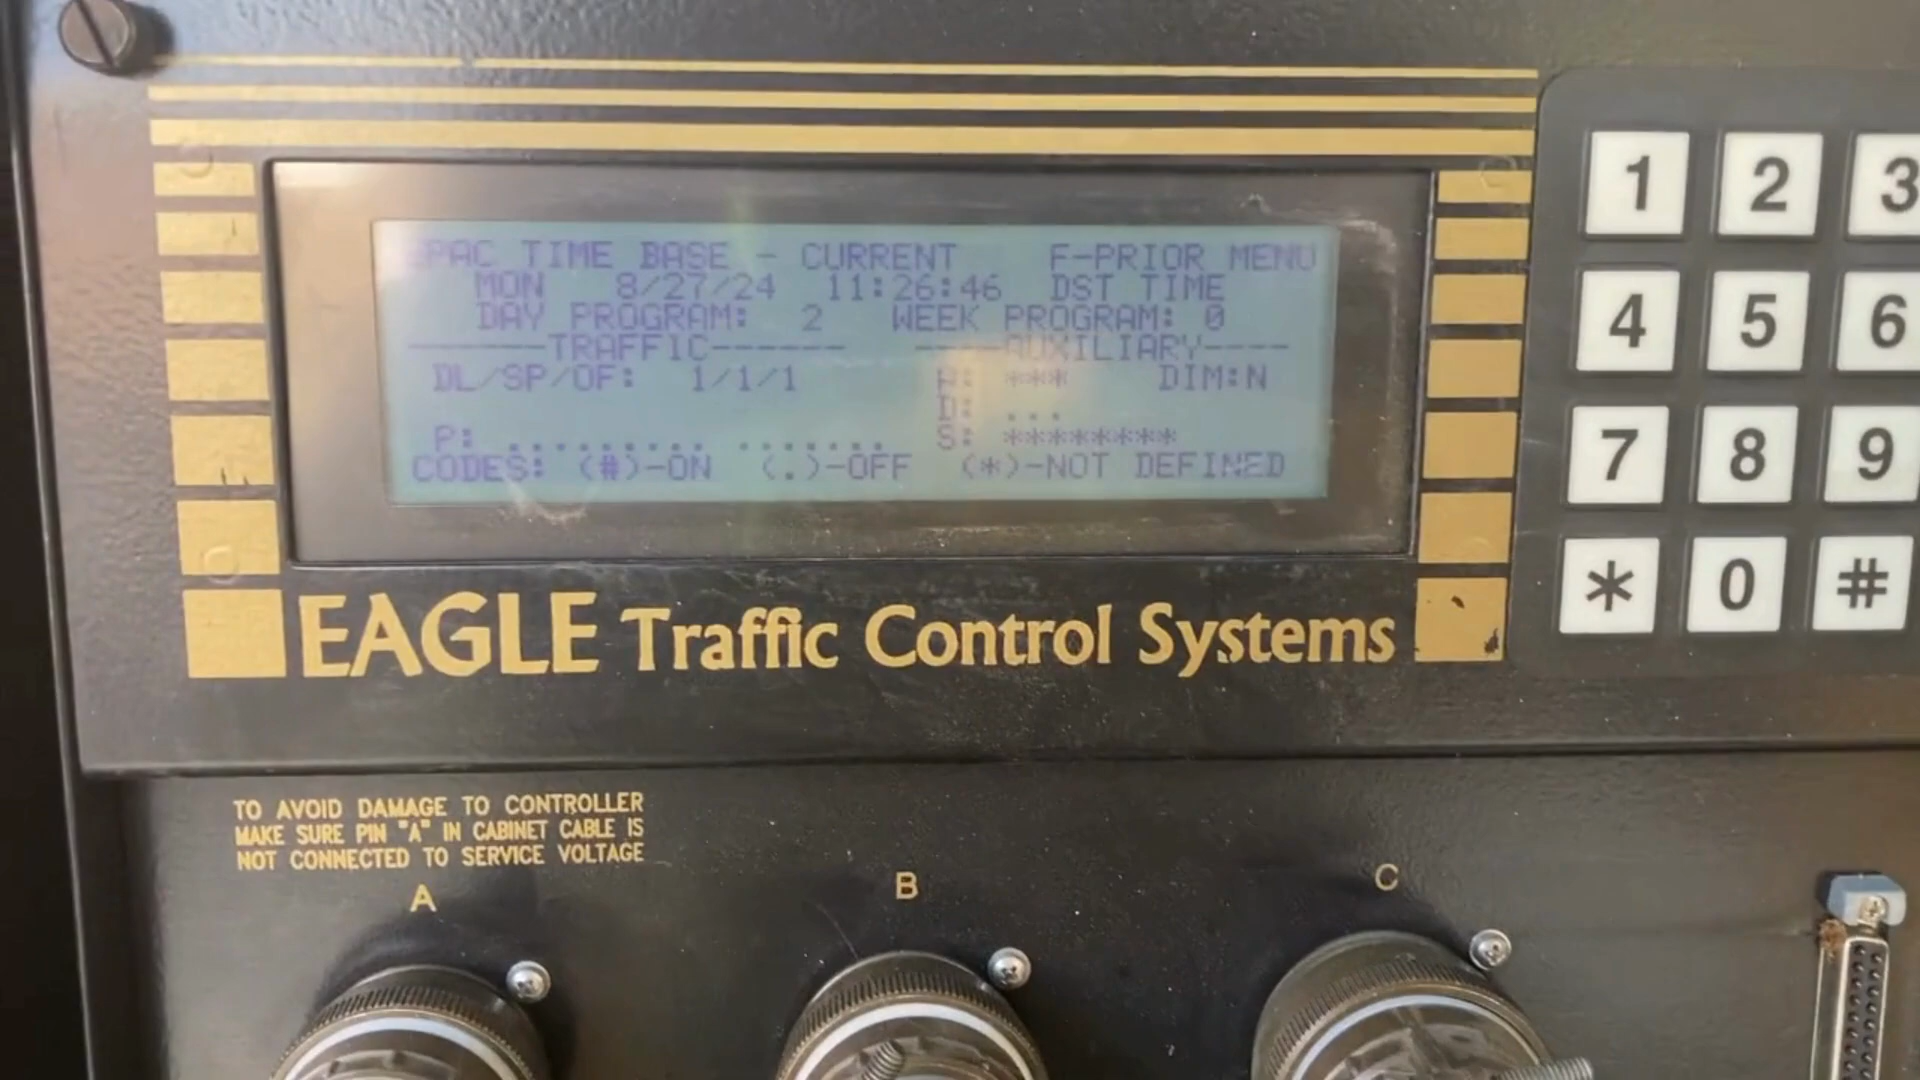 EPAC TIME BASE - CURRENT F-PRIOR MENU
MON 8/27/24 11:26:46 DST TIME
DAY PROGRAM: 2 WEEK PROGRAM: 0
-------TRAFFIC------ ----AUXILIARY----
DL/SP/OF: 1/1/1 A: *** DIM:N
D: ...
P: ......... ....... S: ********
CODES: (#)-ON (.)-OFF (*)-NOT DEFINED
1 2 3
4 5 6
7 8 9
* 0 #
EAGLE Traffic Control Systems
TO AVOID DAMAGE TO CONTROLLER
MAKE SURE PIN "A" IN CABINET CABLE IS
NOT CONNECTED TO SERVICE VOLTAGE
A B C